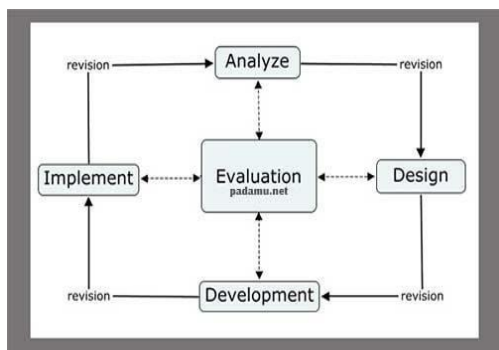 Analyze
revision
revision
Implement
Evaluation
padamu.net
Design
revision
Development
revision